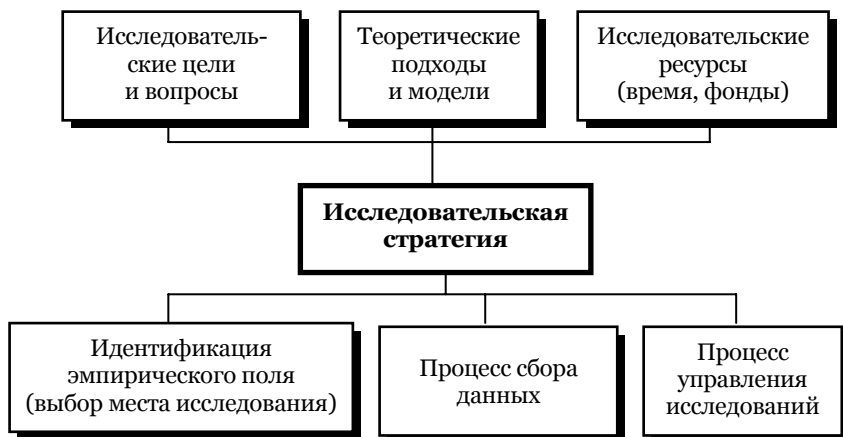 Исследователь-
ские цели
и вопросы
Теоретические
подходы
и модели
Исследовательские
ресурсы
(время, фонды)
Исследовательская
стратегия
Идентификация
эмпирического поля
(выбор места исследования)
Процесс сбора
данных
Процесс
управления
исследований